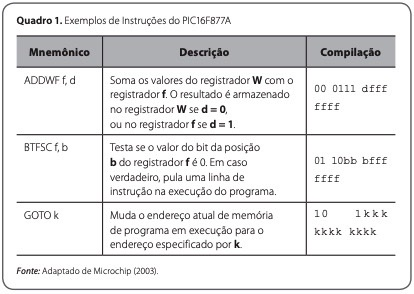 Quadro 1. Exemplos de Instruções do PIC16F877A
Mnemônico Descrição Compilação
ADDWF f, d
Soma os valores do registrador W com o
registrador f. O resultado é armazenado
no registrador W se d = 0,
ou no registrador f se d = 1.
00 0111 dfff
ffff
BTFSC f, b
Testa se o valor do bit da posição
b do registrador f é 0. Em caso
verdadeiro, pula uma linha de
instrução na execução do programa.
01 10bb bfff
ffff
GOTO k
Muda o endereço atual de memória
de programa em execução para o
endereço especificado por k.
10 1kkk
kkkk kkkk
Fonte: Adaptado de Microchip (2003).